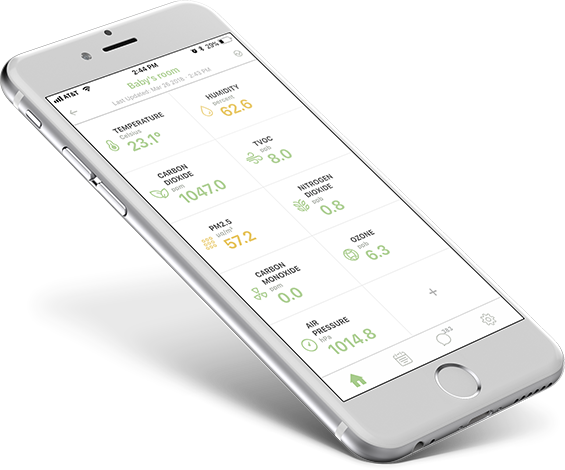 AT&T 2:44 PM 29%
Baby's room
Last Updated: Mar 26 2018 - 2:43 PM
TEMPERATURE
Celsius
23.1°
HUMIDITY
percent
62.6
CARBON
DIOXIDE
ppm
1047.0
TVOC
ppb
8.0
PM2.5
µg/m³
57.2
NITROGEN
DIOXIDE
ppb
0.8
CARBON
MONOXIDE
ppm
0.0
OZONE
ppb
6.3
AIR
PRESSURE
hPa
1014.8
+
243